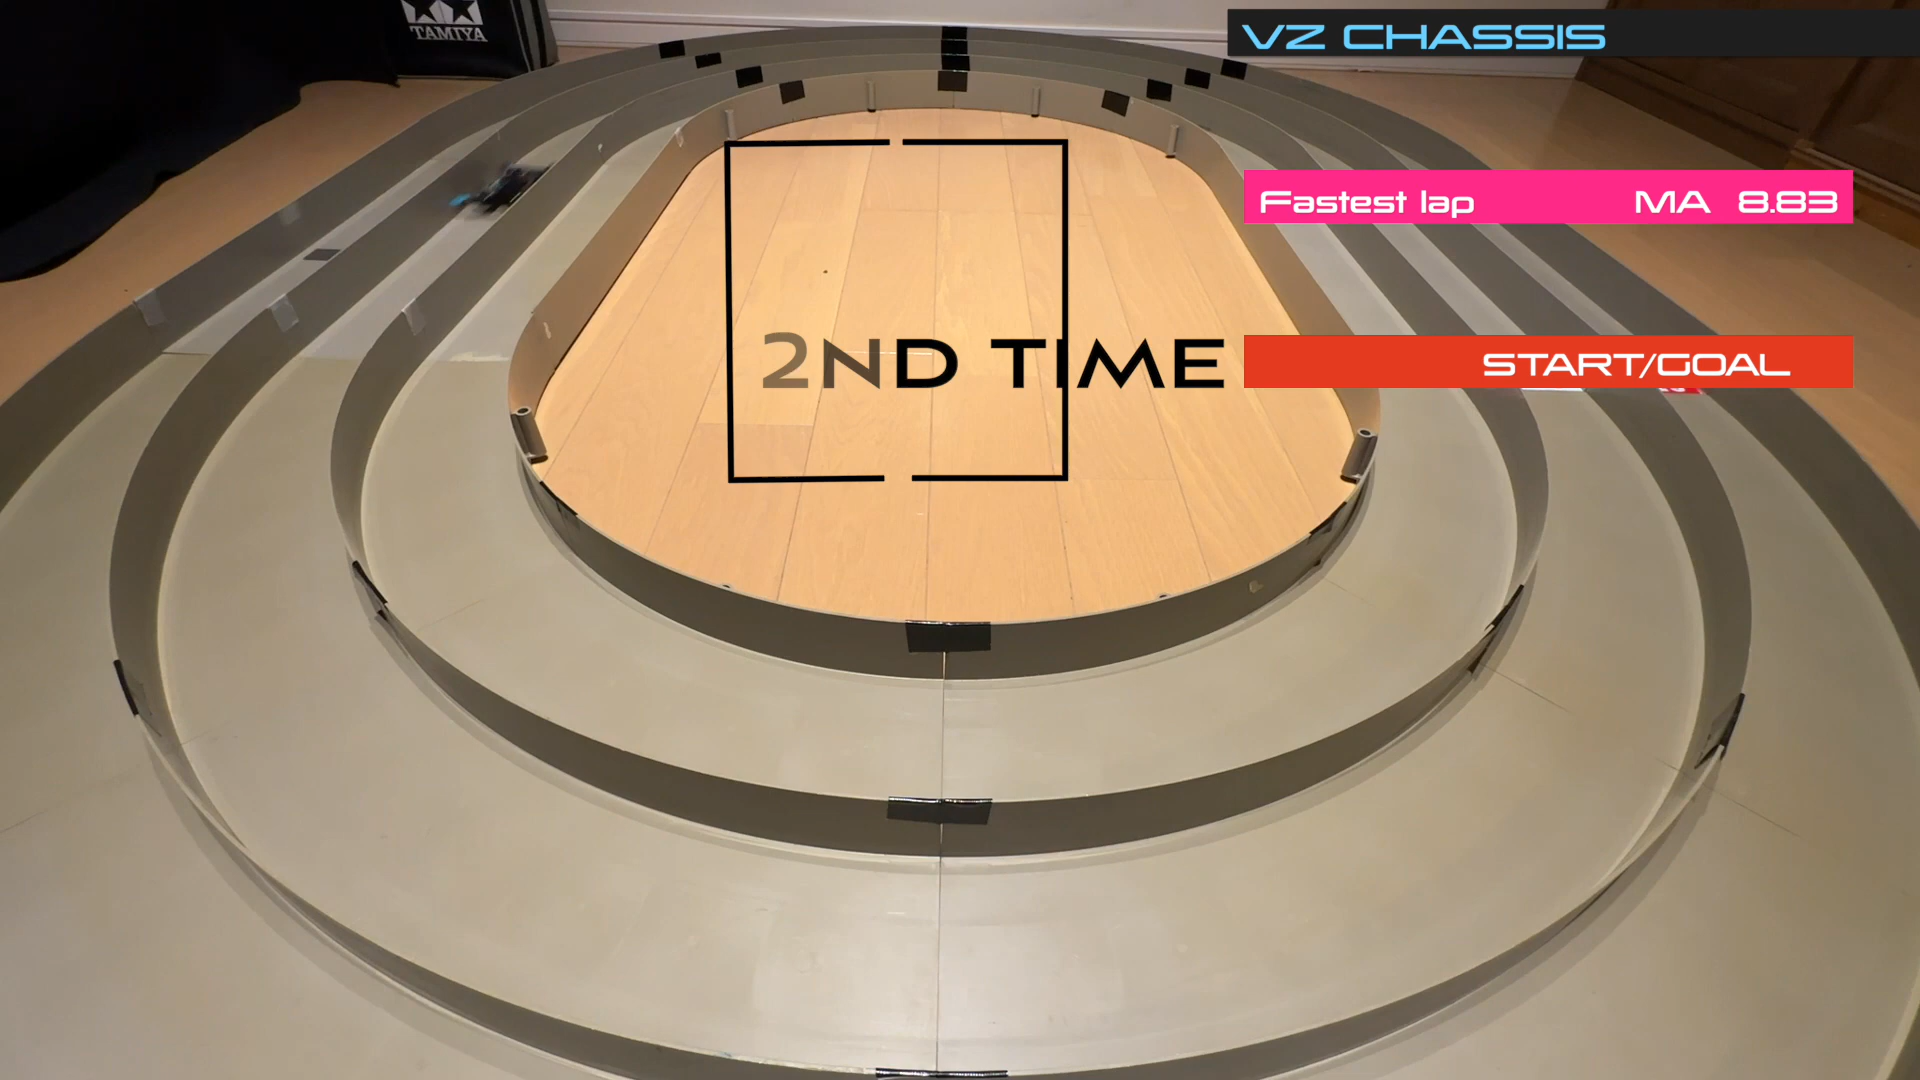 TAMIYA
VZ CHASSIS
Fastest lap MA 8.83
2ND TIME
START/GOAL